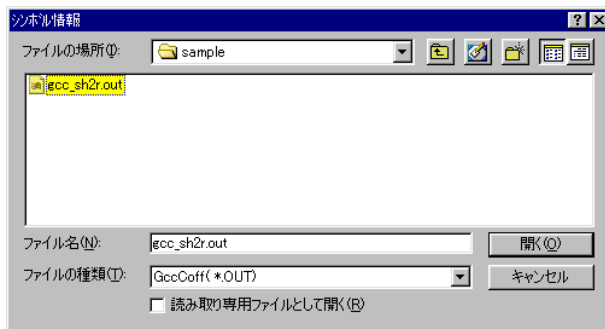 シンボル情報
ファイルの場所(I):
sample
gcc_sh2r.out
ファイル名(N):
gcc_sh2r.out
開く(O)
ファイルの種類(T):
GccCoff( *.OUT)
キャンセル
読み取り専用ファイルとして開く(R)